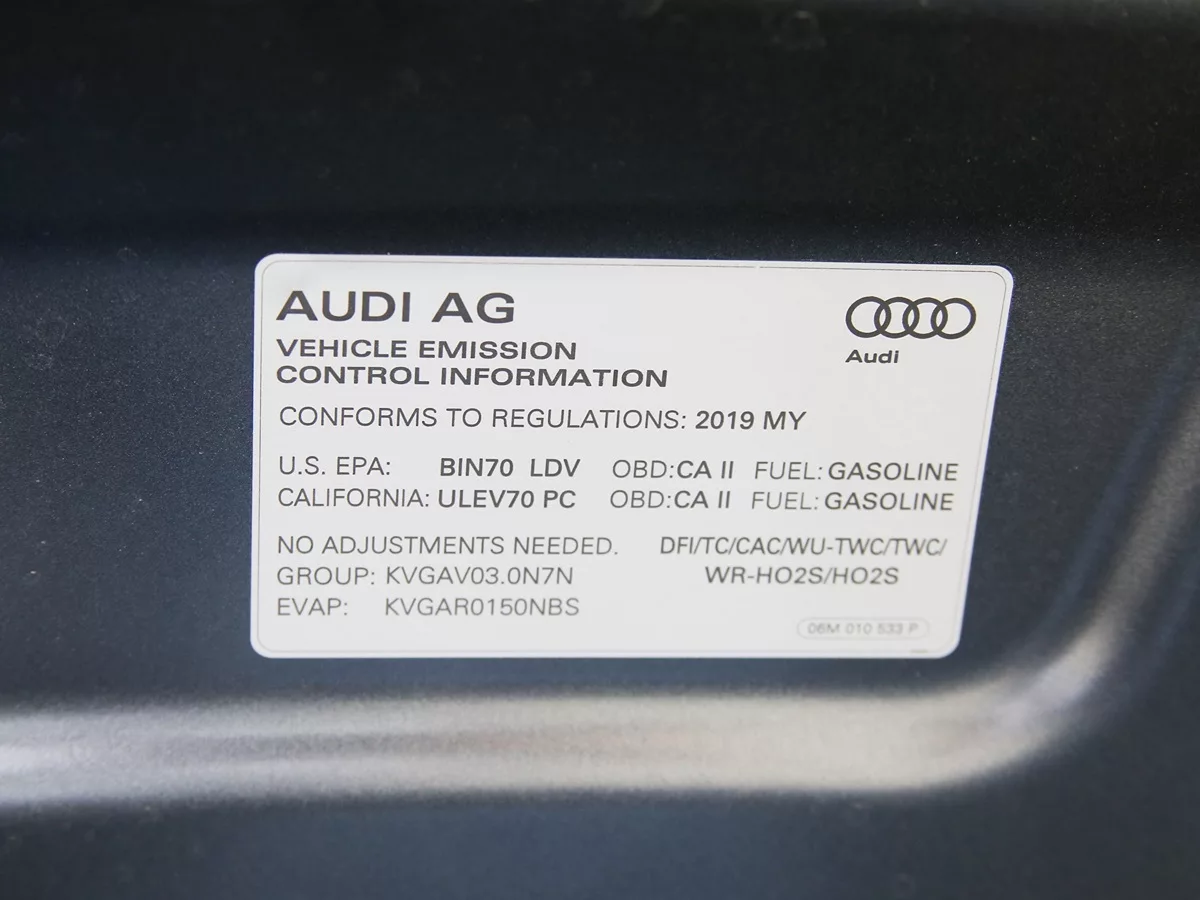 AUDI AG
Audi
VEHICLE EMISSION
CONTROL INFORMATION
CONFORMS TO REGULATIONS: 2019 MY
U.S. EPA: BIN70 LDV OBD:CA II FUEL: GASOLINE
CALIFORNIA: ULEV70 PC OBD:CA II FUEL: GASOLINE
NO ADJUSTMENTS NEEDED. DFI/TC/CAC/WU-TWC/TWC/
GROUP: KVGAV03.0N7N WR-HO2S/HO2S
EVAP: KVGAR0150NBS
06M 010 533 P